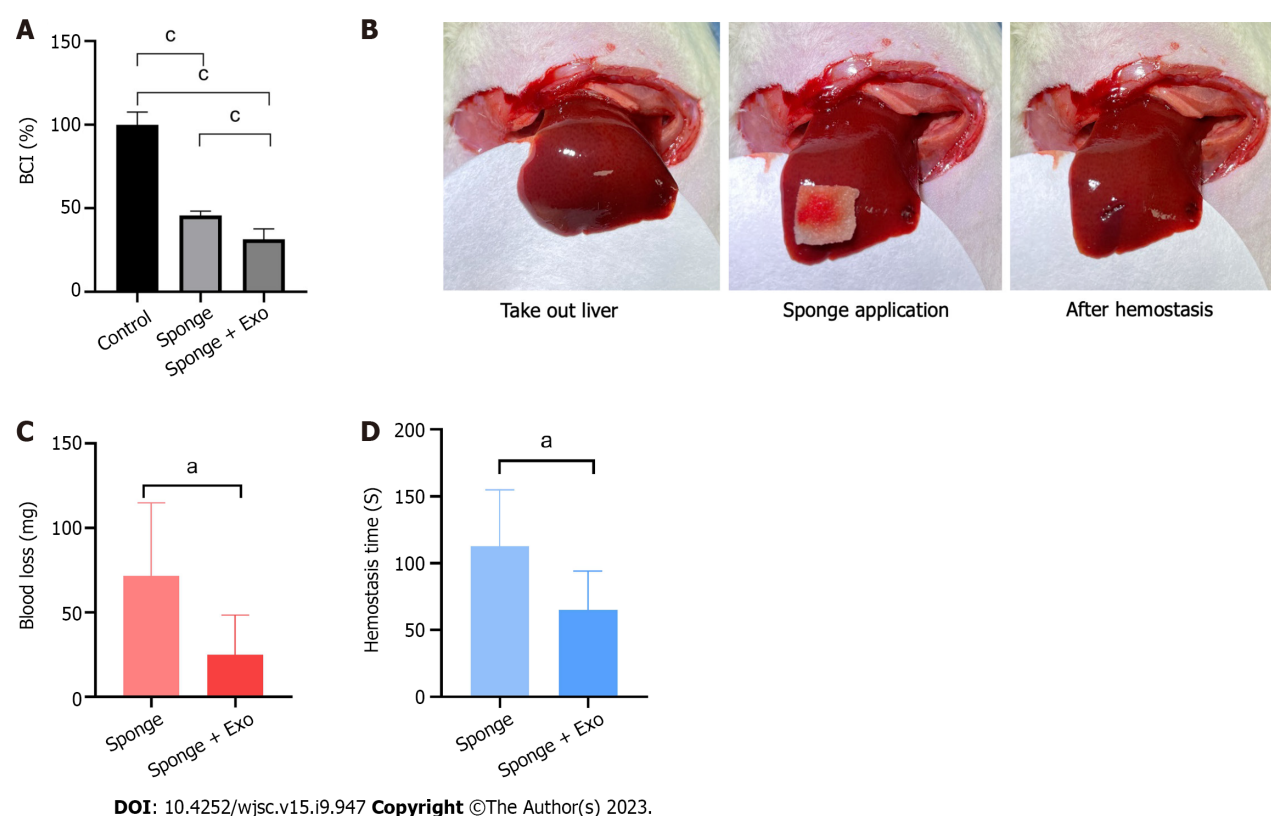 A
150
100
50
0
BCI (%)
c
c
c
Control
Sponge
Sponge + Exo
B
Take out liver
Sponge application
After hemostasis
C
150
100
50
0
Blood loss (mg)
a
Sponge
Sponge + Exo
D
200
150
100
50
0
Hemostasis time (S)
a
Sponge
Sponge + Exo
DOI: 10.4252/wjsc.v15.i9.947 Copyright ©The Author(s) 2023.